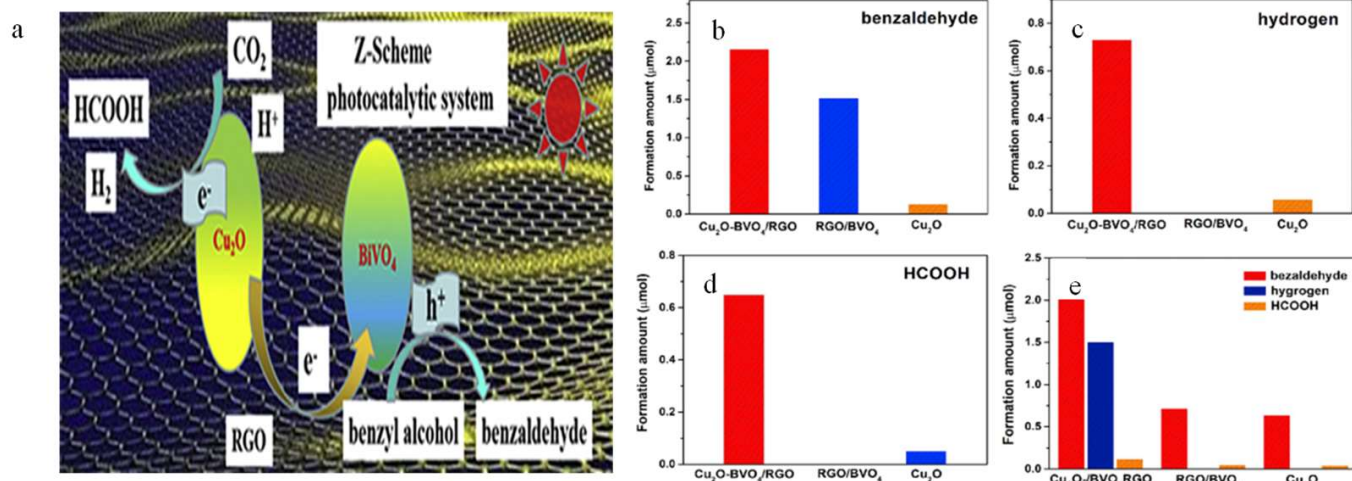 a
CO₂
HCOOH
H⁺
H₂
e⁻
Cu₂O
Z-Scheme
photocatalytic system
BiVO₄
h⁺
e⁻
RGO
benzyl alcohol
benzaldehyde
b
benzaldehyde
Formation amount (μmol)
2.5
2.0
1.5
1.0
0.5
0.0
Cu₂O-BVO₄/RGO RGO/BVO₄ Cu₂O
c
hydrogen
Formation amount (μmol)
0.8
0.6
0.4
0.2
0.0
Cu₂O-BVO₄/RGO RGO/BVO₄ Cu₂O
d
HCOOH
Formation amount (μmol)
0.8
0.6
0.4
0.2
0.0
Cu₂O-BVO₄/RGO RGO/BVO₄ Cu₂O
e
bezaldehyde
hygrogen
HCOOH
Formation amount (μmol)
2.5
2.0
1.5
1.0
0.5
0.0
RGO/BVO₄ Cu₂O